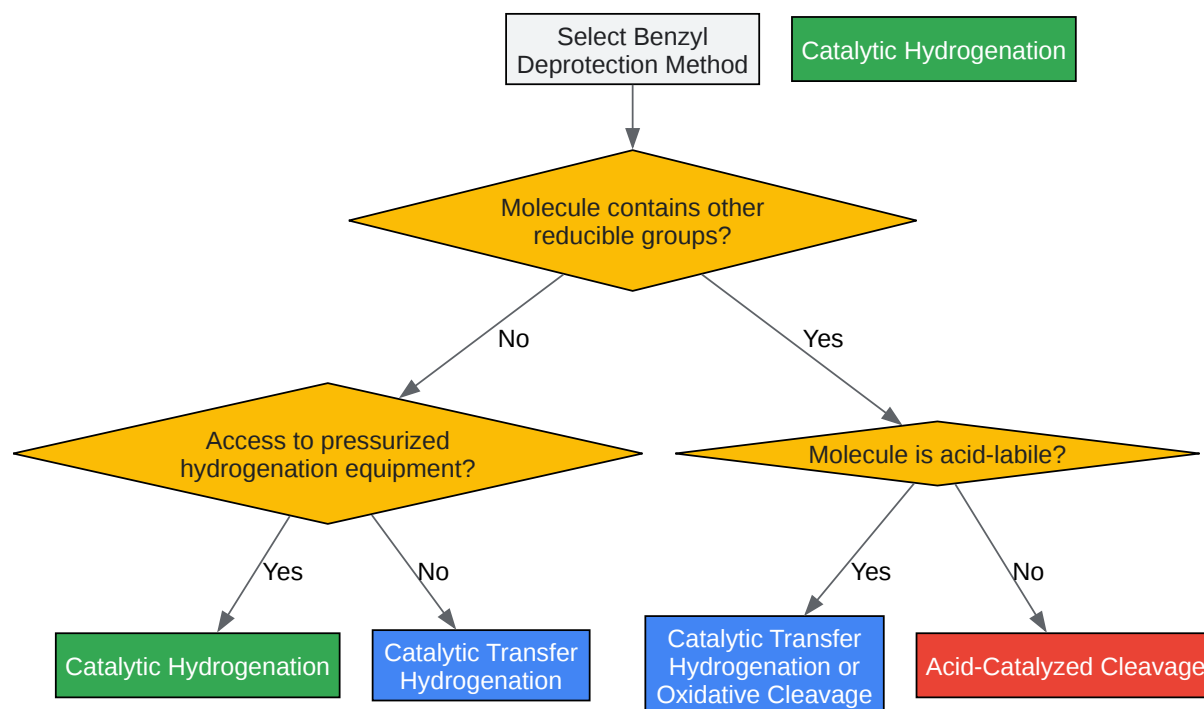 Select Benzyl
Deprotection Method
Catalytic Hydrogenation
Molecule contains other
reducible groups?
No
Yes
Access to pressurized
hydrogenation equipment?
Molecule is acid-labile?
Yes
No
Yes
No
Catalytic Hydrogenation
Catalytic Transfer
Hydrogenation
Catalytic Transfer
Hydrogenation or
Oxidative Cleavage
Acid-Catalyzed Cleavage